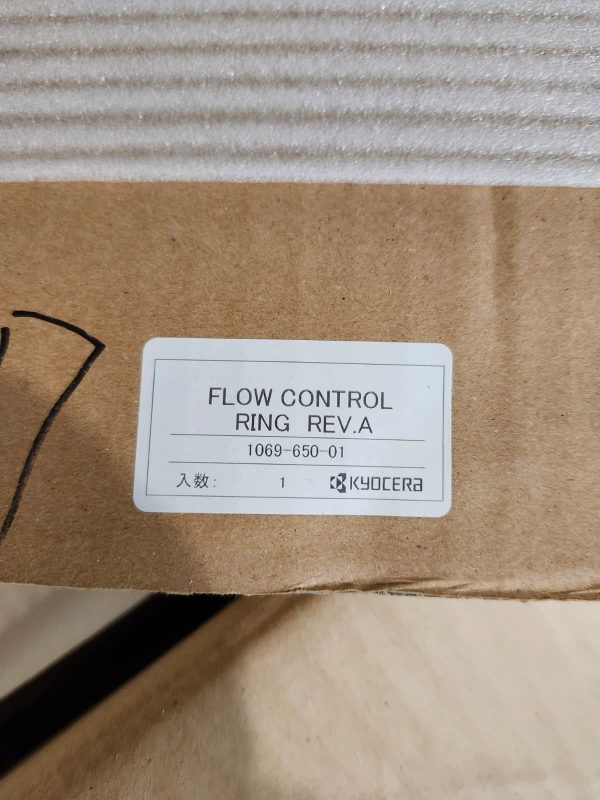 FLOW CONTROL
RING REV.A
1069-650-01
入数: 1 KYOCERA